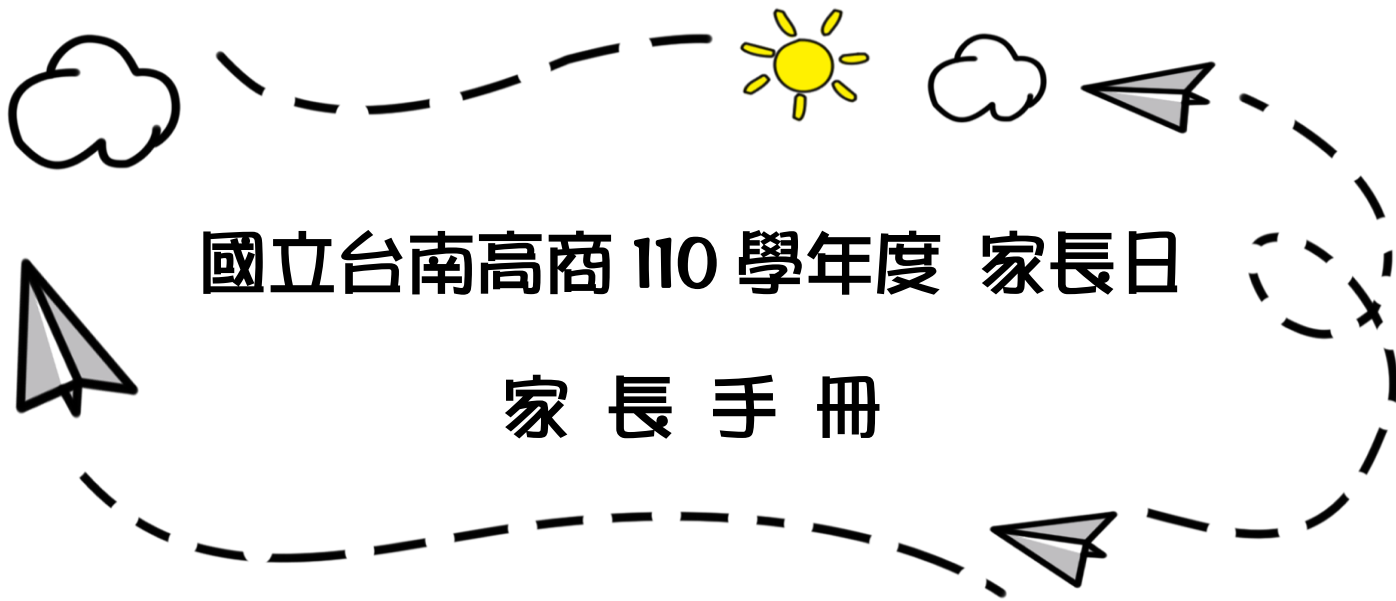 國立台南高商 110 學年度 家長日
家 長 手 冊